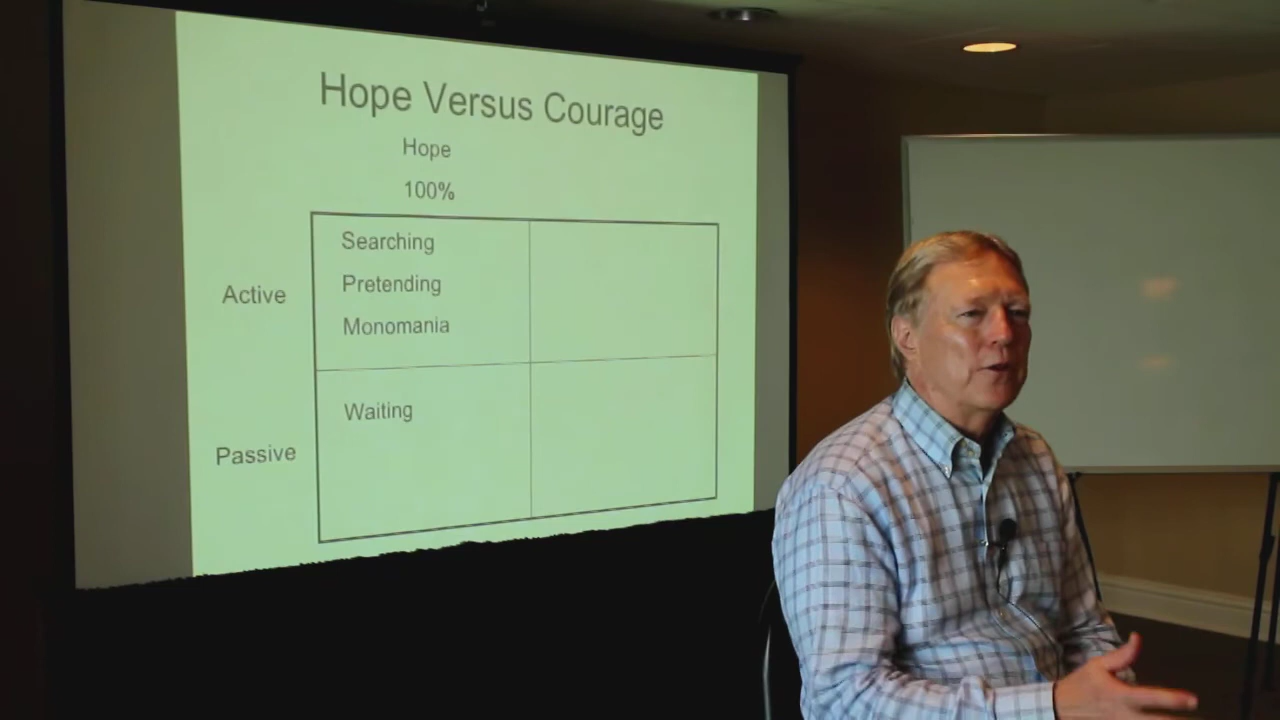 Hope Versus Courage
Hope
100%
Searching
Pretending
Active
Monomania
Waiting
Passive